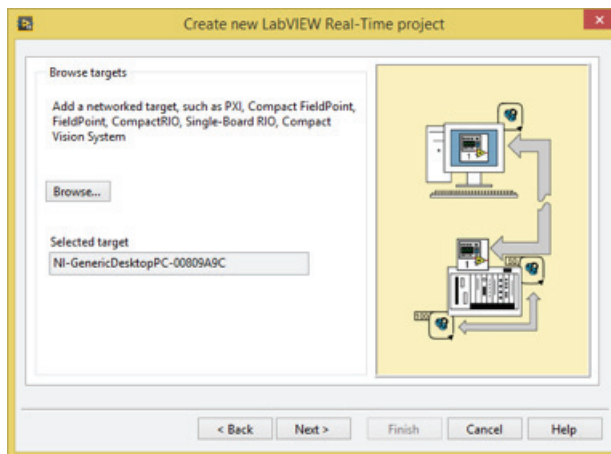 Create new LabVIEW Real-Time project
Browse targets
Add a networked target, such as PXI, Compact FieldPoint,
FieldPoint, CompactRIO, Single-Board RIO, Compact
Vision System
Browse...
Selected target
NI-GenericDesktopPC-00809A9C
< Back
Next >
Finish
Cancel
Help